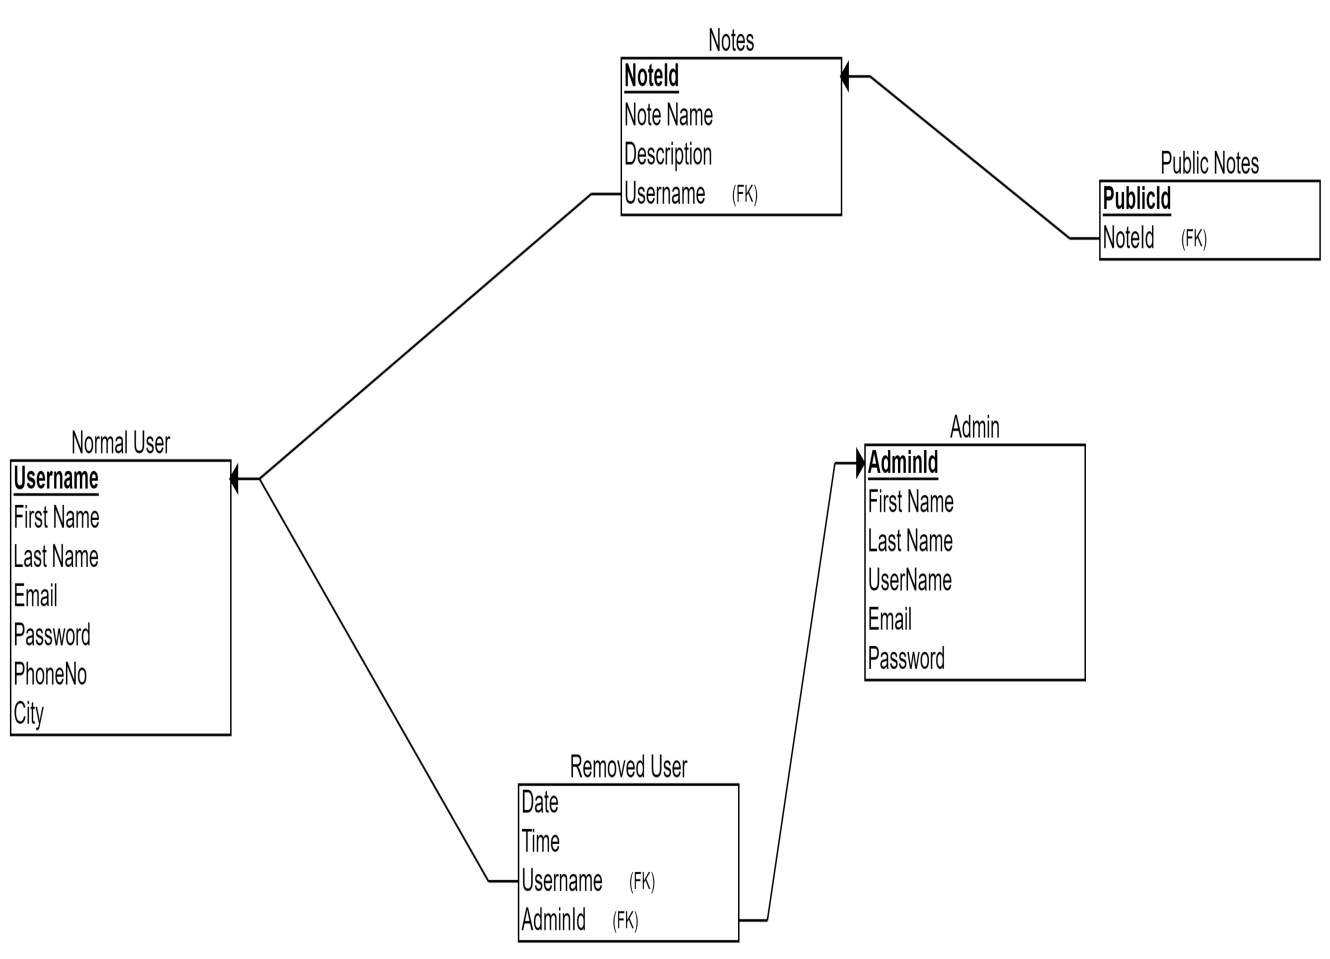 Notes
NoteId
Note Name
Description
Username (FK)
Public Notes
PublicId
NoteId (FK)
Normal User
Username
First Name
Last Name
Email
Password
PhoneNo
City
Admin
AdminId
First Name
Last Name
UserName
Email
Password
Removed User
Date
Time
Username (FK)
AdminId (FK)